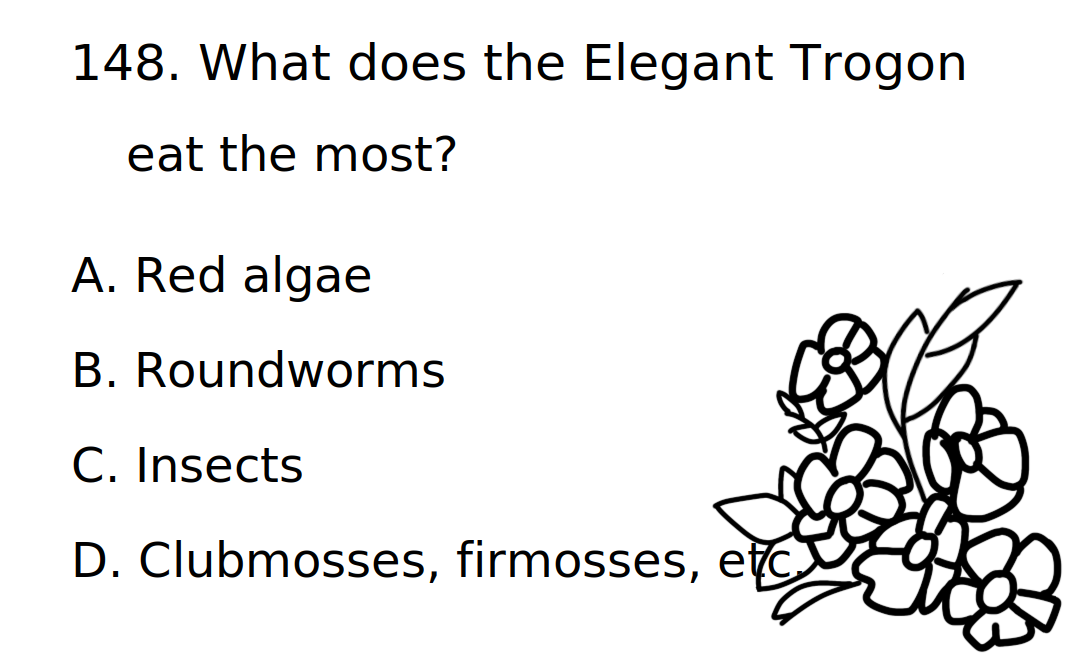 148. What does the Elegant Trogon
eat the most?
A. Red algae
B. Roundworms
C. Insects
D. Clubmosses, firmosses, etc.